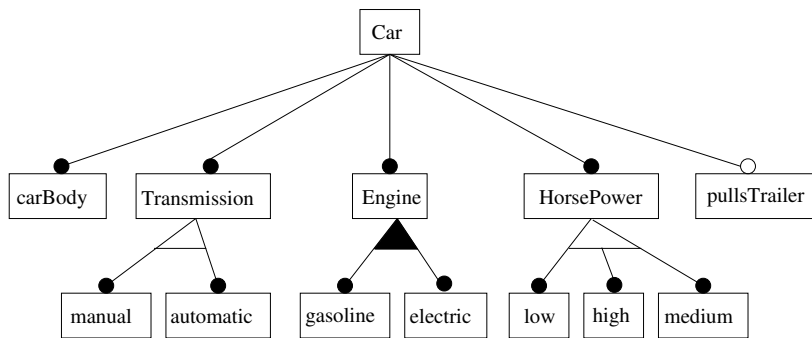 Car
carBody Transmission Engine HorsePower pullsTrailer
manual automatic gasoline electric low high medium